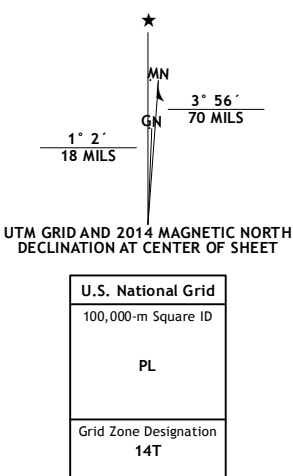 ★
MN
3° 56´
GN
70 MILS
1° 2´
18 MILS
UTM GRID AND 2014 MAGNETIC NORTH
DECLINATION AT CENTER OF SHEET
U.S. National Grid
100,000-m Square ID
PL
Grid Zone Designation
14T